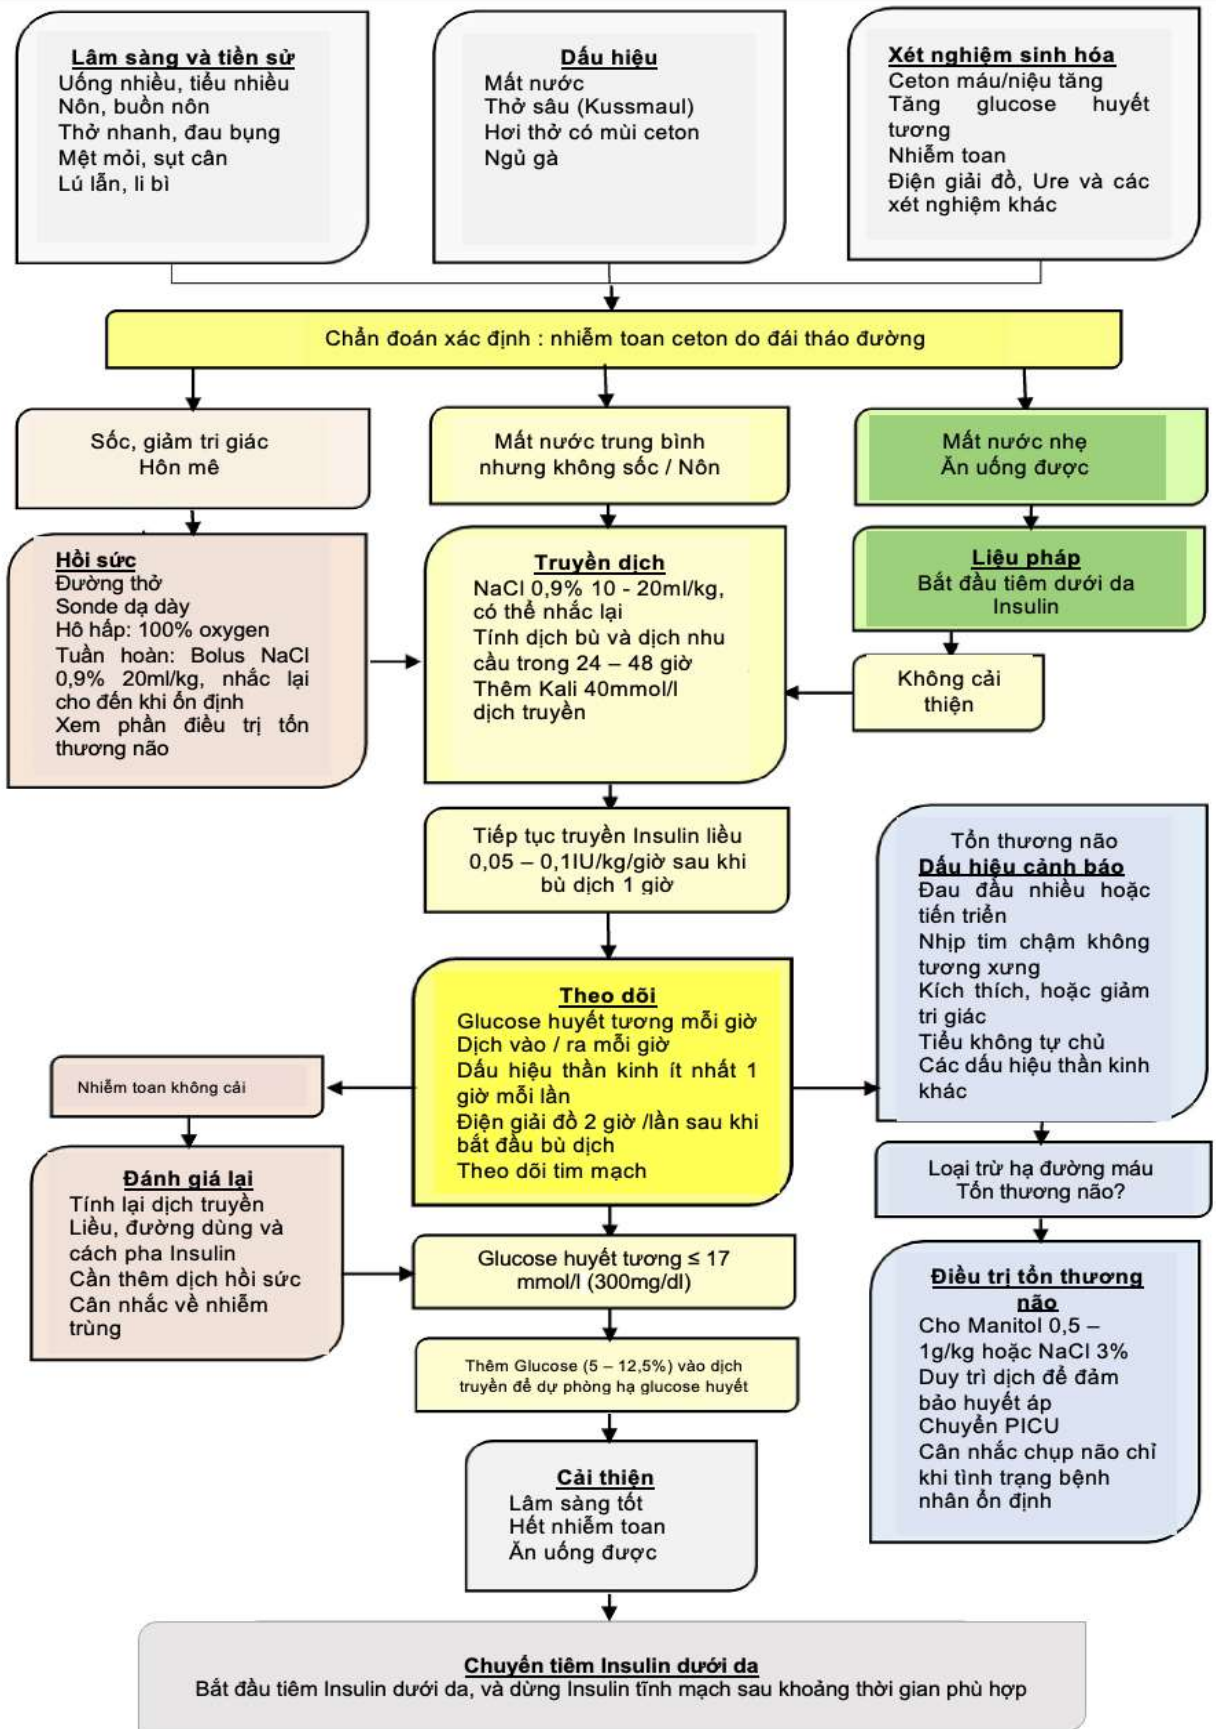 Lâm sàng và tiền sử
Uống nhiều, tiểu nhiều
Nôn, buồn nôn
Thở nhanh, đau bụng
Mệt mỏi, sụt cân
Lú lẫn, li bì
Dấu hiệu
Mất nước
Thở sâu (Kussmaul)
Hơi thở có mùi ceton
Ngủ gà
Xét nghiệm sinh hóa
Ceton máu/niệu tăng
Tăng glucose huyết
tương
Nhiễm toan
Điện giải đồ, Ure và các
xét nghiệm khác
Chẩn đoán xác định : nhiễm toan ceton do đái tháo đường
Sốc, giảm tri giác
Hôn mê
Mất nước trung bình
nhưng không sốc / Nôn
Mất nước nhẹ
Ăn uống được
Hồi sức
Đường thở
Sonde dạ dày
Hô hấp: 100% oxygen
Tuần hoàn: Bolus NaCl
0,9% 20ml/kg, nhắc lại
cho đến khi ổn định
Xem phần điều trị tổn
thương não
Truyền dịch
NaCl 0,9% 10 - 20ml/kg,
có thể nhắc lại
Tính dịch bù và dịch nhu
cầu trong 24 – 48 giờ
Thêm Kali 40mmol/l
dịch truyền
Liệu pháp
Bắt đầu tiêm dưới da
Insulin
Không cải
thiện
Tiếp tục truyền Insulin liều
0,05 – 0,1IU/kg/giờ sau khi
bù dịch 1 giờ
Tổn thương não
Dấu hiệu cảnh báo
Đau đầu nhiều hoặc
tiến triển
Nhịp tim chậm không
tương xưng
Kích thích, hoặc giảm
tri giác
Tiểu không tự chủ
Các dấu hiệu thần kinh
khác
Theo dõi
Glucose huyết tương mỗi giờ
Dịch vào / ra mỗi giờ
Dấu hiệu thần kinh ít nhất 1
giờ mỗi lần
Điện giải đồ 2 giờ /lần sau khi
bắt đầu bù dịch
Theo dõi tim mạch
Nhiễm toan không cải
Đánh giá lại
Tính lại dịch truyền
Liều, đường dùng và
cách pha Insulin
Cần thêm dịch hồi sức
Cân nhắc về nhiễm
trùng
Loại trừ hạ đường máu
Tổn thương não?
Glucose huyết tương ≤ 17
mmol/l (300mg/dl)
Điều trị tổn thương
não
Cho Manitol 0,5 –
1g/kg hoặc NaCl 3%
Duy trì dịch để đảm
bảo huyết áp
Chuyển PICU
Cân nhắc chụp não chỉ
khi tình trạng bệnh
nhân ổn định
Thêm Glucose (5 – 12,5%) vào dịch
truyền để dự phòng hạ glucose huyết
Cải thiện
Lâm sàng tốt
Hết nhiễm toan
Ăn uống được
Chuyển tiêm Insulin dưới da
Bắt đầu tiêm Insulin dưới da, và dừng Insulin tĩnh mạch sau khoảng thời gian phù hợp